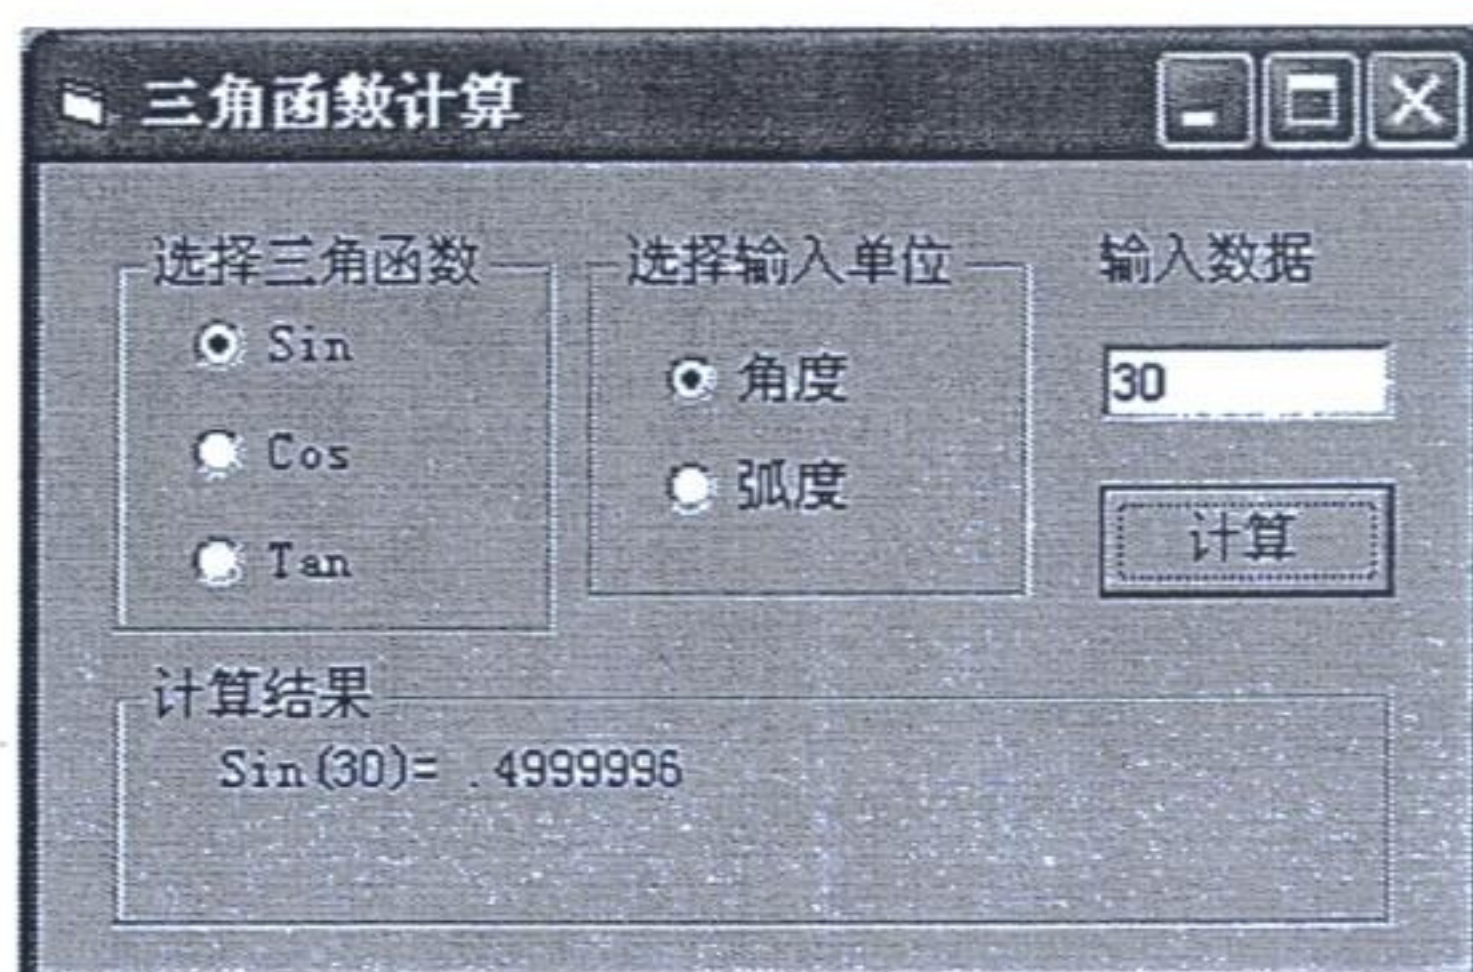 三角函数计算
选择三角函数
Sin
Cos
Tan
选择输入单位
角度
弧度
输入数据
30
计算
计算结果
Sin(30)= .4999996